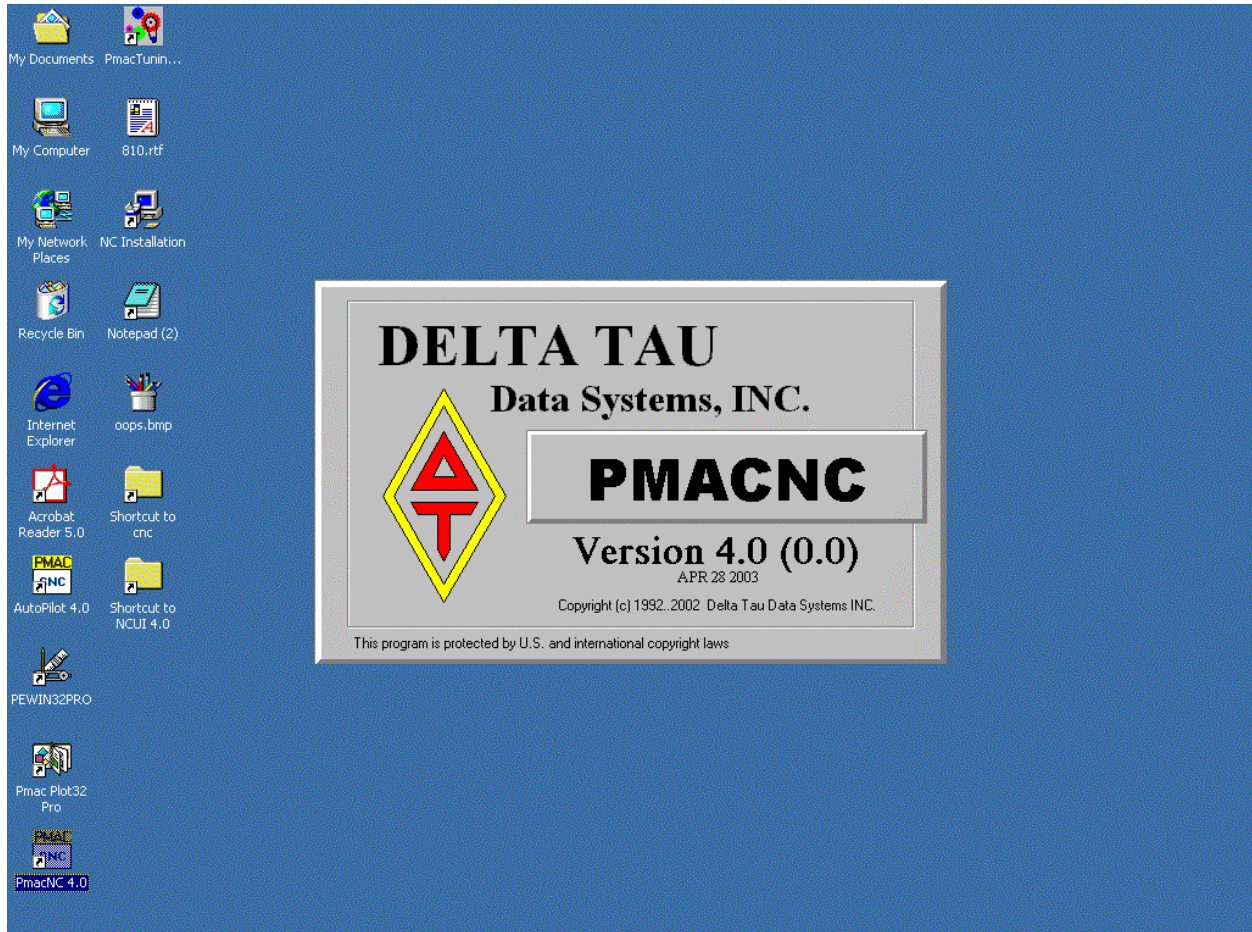 My Documents
PmacTunin...
My Computer
810.rtf
My Network
Places
NC Installation
Recycle Bin
Notepad (2)
Internet
Explorer
oops.bmp
Acrobat
Reader 5.0
Shortcut to
cnc
PMAC
NC
AutoPilot 4.0
Shortcut to
NCUI 4.0
PEWIN32PRO
Pmac Plot32
Pro
PMAC
NC
PmacNC 4.0
DELTA TAU
Data Systems, INC.
PMACNC
Version 4.0 (0.0)
APR 28 2003
Copyright (c) 1992..2002 Delta Tau Data Systems INC.
This program is protected by U.S. and international copyright laws